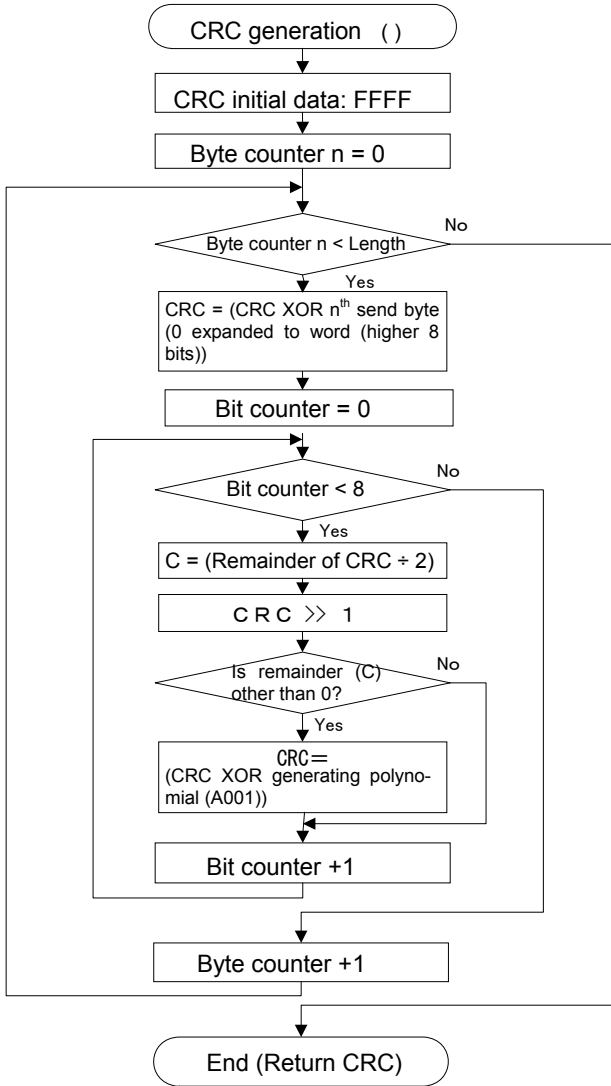 CRC generation ()
CRC initial data: FFFF
Byte counter n = 0
Byte counter n < Length
No
Yes
CRC = (CRC XOR nth send byte
(0 expanded to word (higher 8
bits))
Bit counter = 0
Bit counter < 8
No
Yes
C = (Remainder of CRC ÷ 2)
CRC >> 1
Is remainder (C)
other than 0?
No
Yes
CRC=
(CRC XOR generating polyno-
mial (A001))
Bit counter +1
Byte counter +1
End (Return CRC)